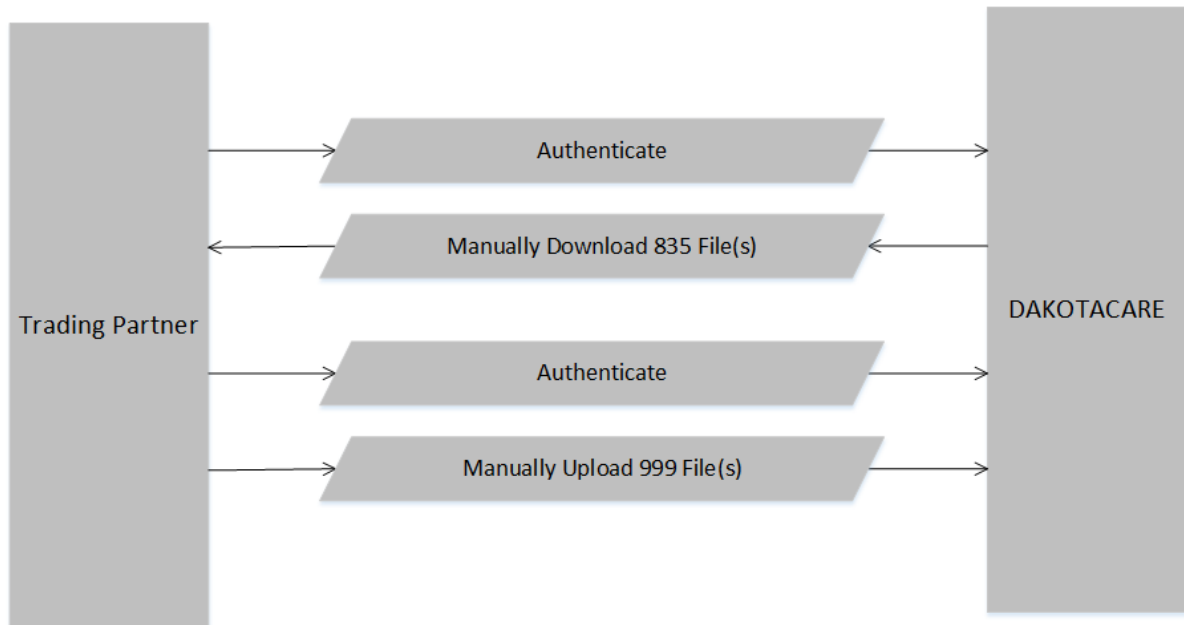 Authenticate
Manually Download 835 File(s)
Trading Partner
DAKOTACARE
Authenticate
Manually Upload 999 File(s)